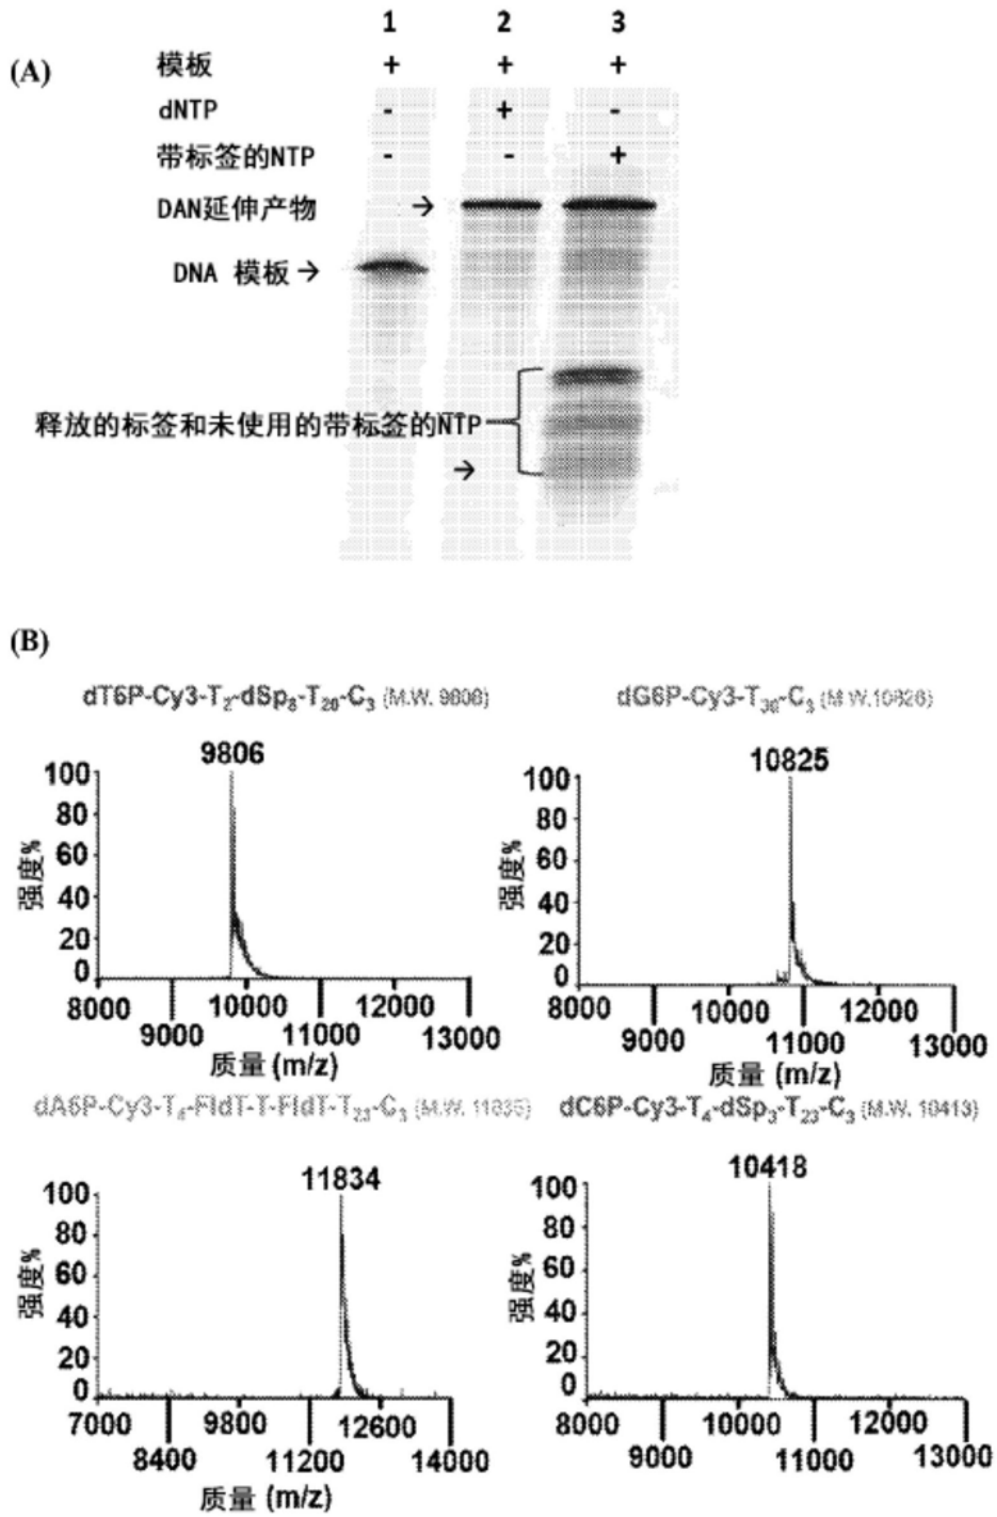 (A)
1 2 3
模板 + + +
dNTP - + -
带标签的NTP - - +
DAN延伸产物 →
DNA 模板→
释放的标签和未使用的带标签的NTP
→
(B)
dT6P-Cy3-T2-dSp8-T20-C3 (M.W. 9806)
9806
100
80
60
40
20
0
强度%
8000 9000 10000 11000 12000 13000
质量 (m/z)
dG6P-Cy3-T30-C3 (M.W.10826)
10825
100
80
60
40
20
0
强度%
8000 9000 10000 11000 12000 13000
质量 (m/z)
dA6P-Cy3-T4-FldT-T-FldT-T23-C3 (M.W. 11835)
11834
100
80
60
40
20
0
强度%
7000 8400 9800 11200 12600 14000
质量 (m/z)
dC6P-Cy3-T4-dSp3-T23-C3 (M.W. 10413)
10418
100
80
60
40
20
0
强度%
8000 9000 10000 11000 12000 13000